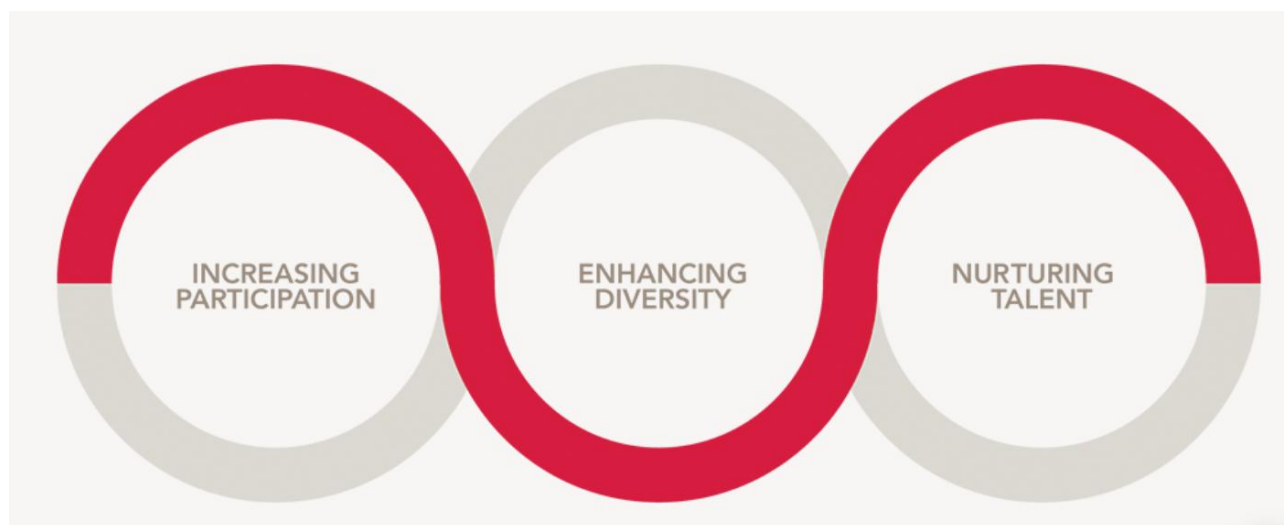 INCREASING
PARTICIPATION
ENHANCING
DIVERSITY
NURTURING
TALENT